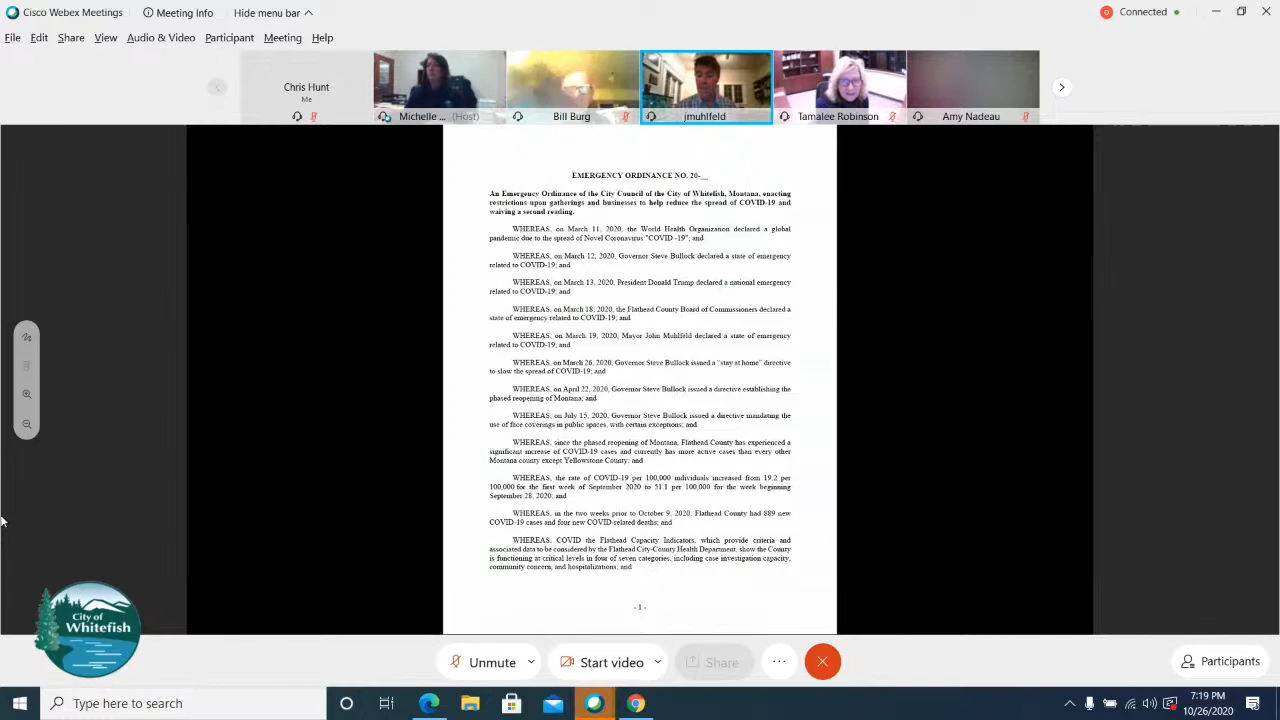 Cisco Webex Meetings
Meeting Info
Hide menu bar
Connected
File Edit Share View Audio & Video Participant Meeting Help
Chris Hunt
Me
Michelle ... (Host)
Bill Burg
jmuhlfeld
Tamalee Robinson
Amy Nadeau
EMERGENCY ORDINANCE NO. 20-__
An Emergency Ordinance of the City Council of the City of Whitefish, Montana, enacting
restrictions upon gatherings and businesses to help reduce the spread of COVID-19 and
waiving a second reading.
WHEREAS, on March 11, 2020, the World Health Organization declared a global
pandemic due to the spread of Novel Coronavirus "COVID -19"; and
WHEREAS, on March 12, 2020, Governor Steve Bullock declared a state of emergency
related to COVID-19; and
WHEREAS, on March 13, 2020, President Donald Trump declared a national emergency
related to COVID-19; and
WHEREAS, on March 18, 2020, the Flathead County Board of Commissioners declared a
state of emergency related to COVID-19; and
WHEREAS, on March 19, 2020, Mayor John Muhlfeld declared a state of emergency
related to COVID-19; and
WHEREAS, on March 26, 2020, Governor Steve Bullock issued a “stay at home” directive
to slow the spread of COVID-19; and
WHEREAS, on April 22, 2020, Governor Steve Bullock issued a directive establishing the
phased reopening of Montana; and
WHEREAS, on July 15, 2020, Governor Steve Bullock issued a directive mandating the
use of face coverings in public spaces, with certain exceptions; and
WHEREAS, since the phased reopening of Montana, Flathead County has experienced a
significant increase of COVID-19 cases and currently has more active cases than every other
Montana county except Yellowstone County; and
WHEREAS, the rate of COVID-19 per 100,000 individuals increased from 19.2 per
100,000 for the first week of September 2020 to 51.1 per 100,000 for the week beginning
September 28, 2020; and
WHEREAS, in the two weeks prior to October 9, 2020, Flathead County had 889 new
COVID-19 cases and four new COVID-related deaths; and
WHEREAS, COVID the Flathead Capacity Indicators, which provide criteria and
associated data to be considered by the Flathead City-County Health Department, show the County
is functioning at critical levels in four of seven categories, including case investigation capacity,
community concern, and hospitalizations; and
- 1 -
City of
Whitefish
Unmute
Start video
Share
Participants
Type here to search
7:19 PM
10/26/2020